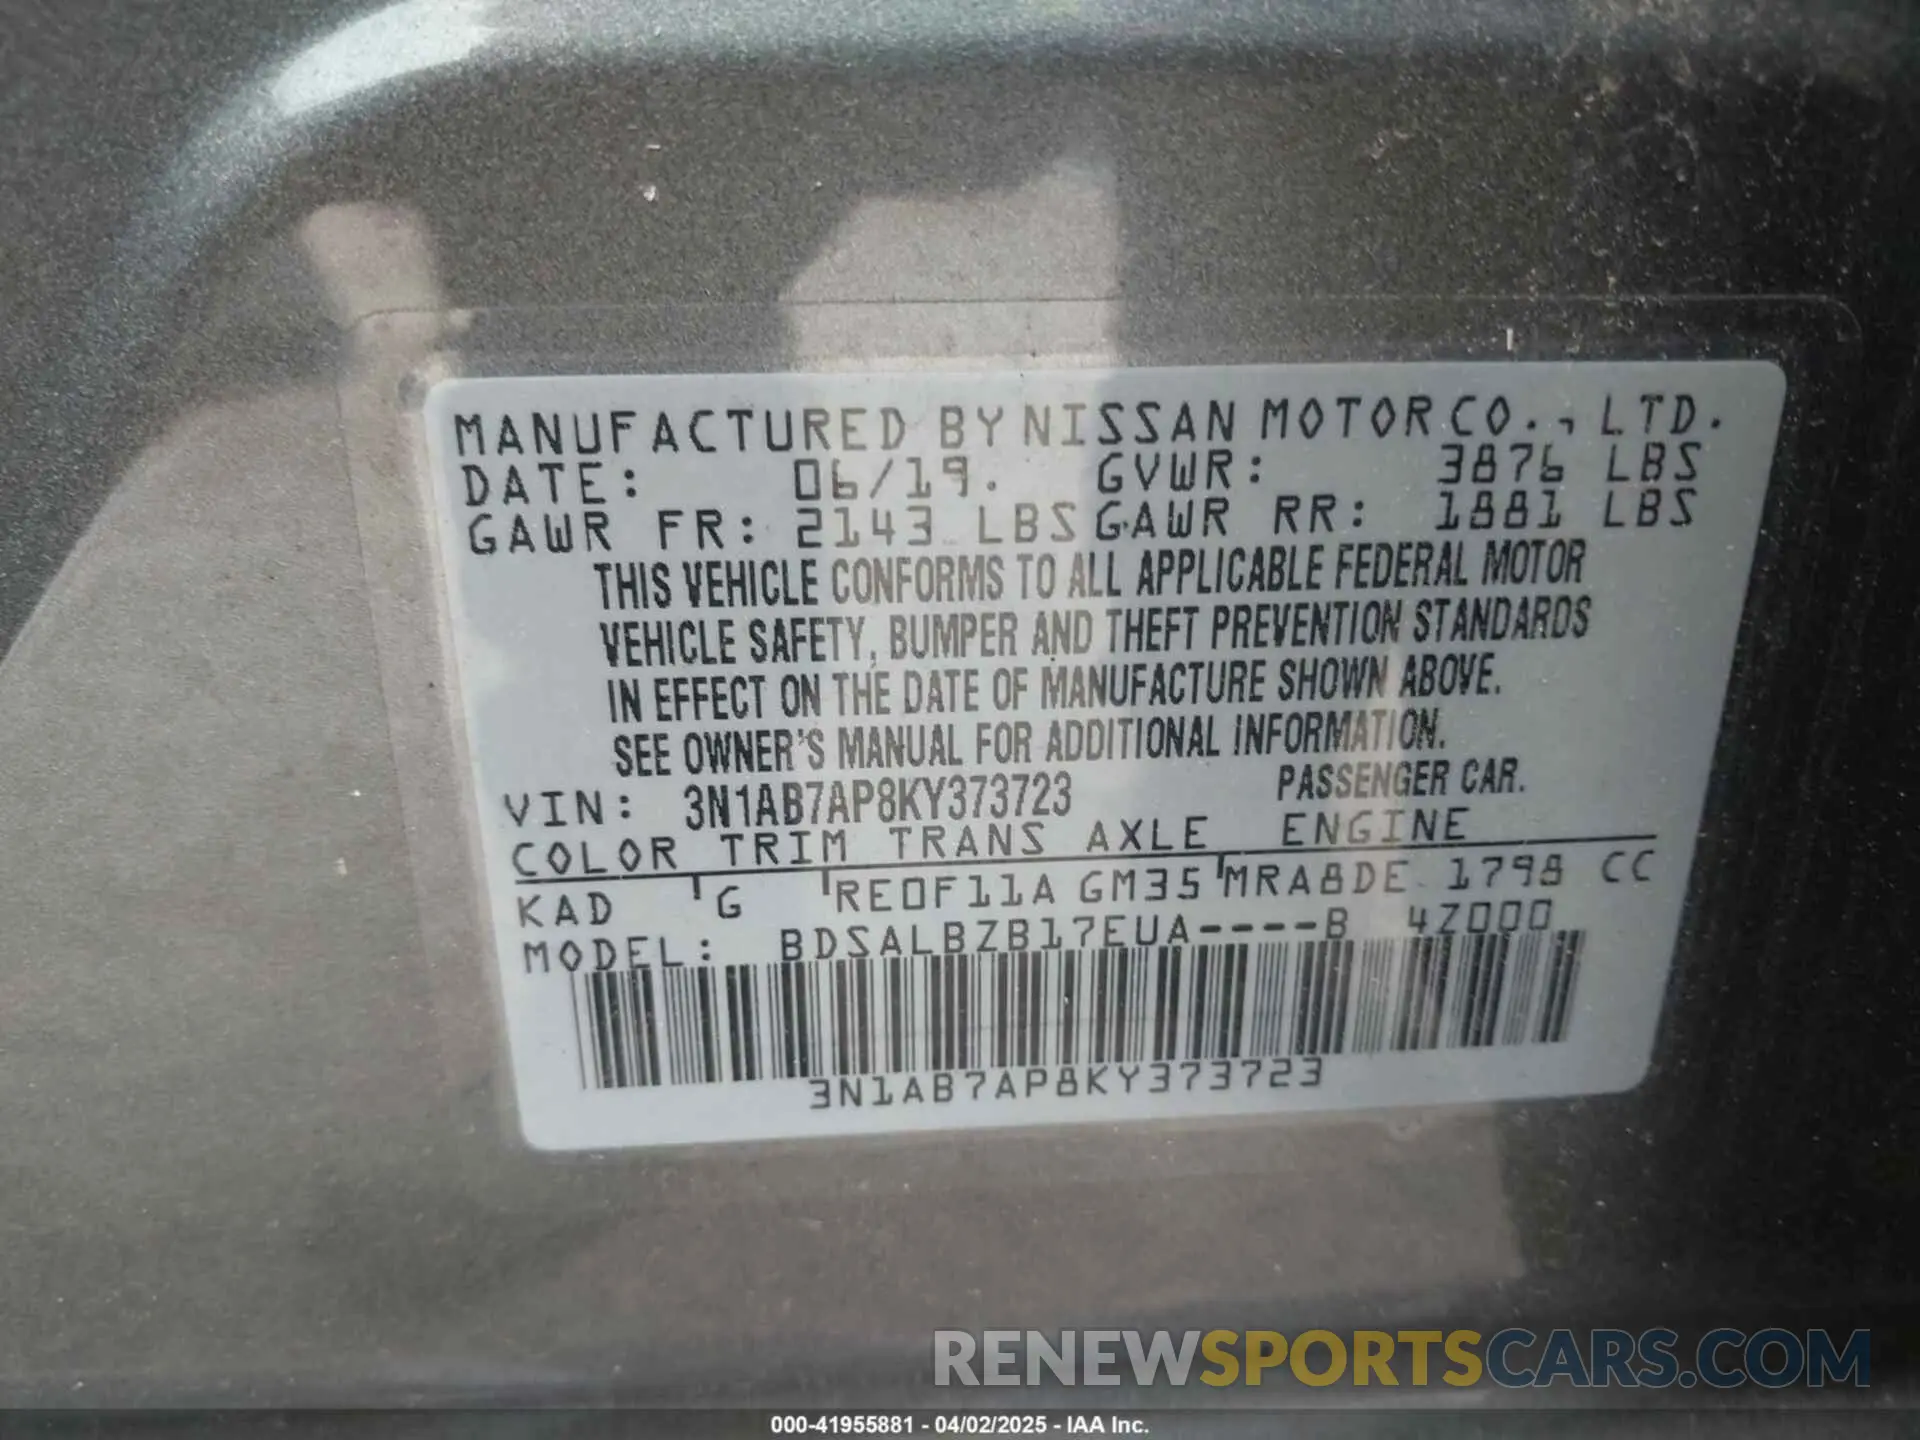 MANUFACTURED BY NISSAN MOTOR CO., LTD.
DATE: 06/19. GVWR: 3876 LBS
GAWR FR: 2143 LBS GAWR RR: 1881 LBS
THIS VEHICLE CONFORMS TO ALL APPLICABLE FEDERAL MOTOR
VEHICLE SAFETY, BUMPER AND THEFT PREVENTION STANDARDS
IN EFFECT ON THE DATE OF MANUFACTURE SHOWN ABOVE.
SEE OWNER'S MANUAL FOR ADDITIONAL INFORMATION.
VIN: 3N1AB7AP8KY373723 PASSENGER CAR.
COLOR TRIM TRANS AXLE ENGINE
KAD G RE0F11A GM35 MRA8DE 1798 CC
MODEL: BDSALBZB17EUA----B 4Z000
3N1AB7AP8KY373723
RENEWSPORTSCARS.COM
000-41955881 - 04/02/2025 - IAA Inc.